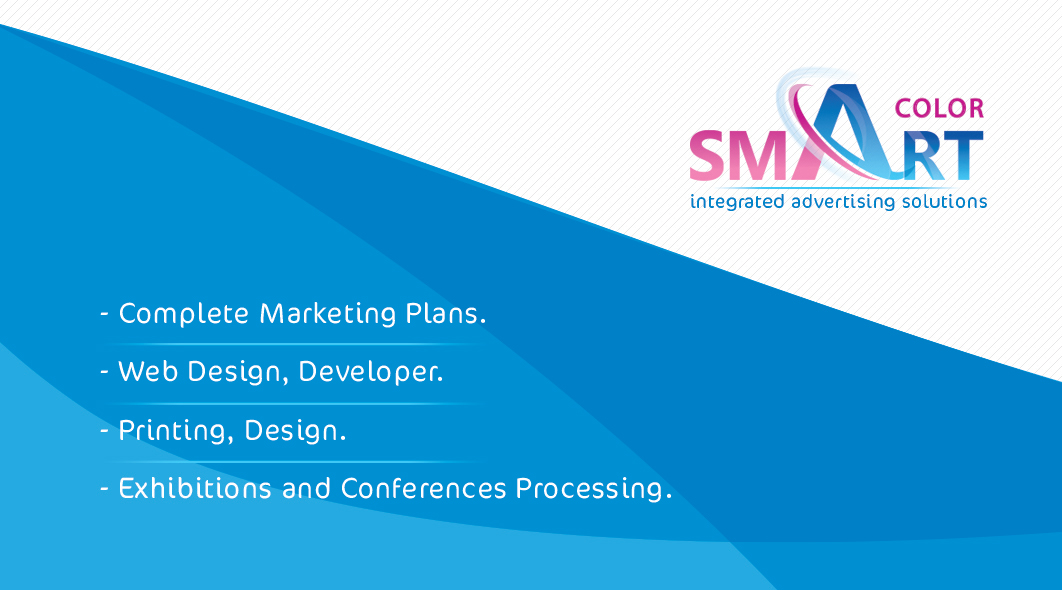 COLOR
SMART
integrated advertising solutions
- Complete Marketing Plans.
- Web Design, Developer.
- Printing, Design.
- Exhibitions and Conferences Processing.